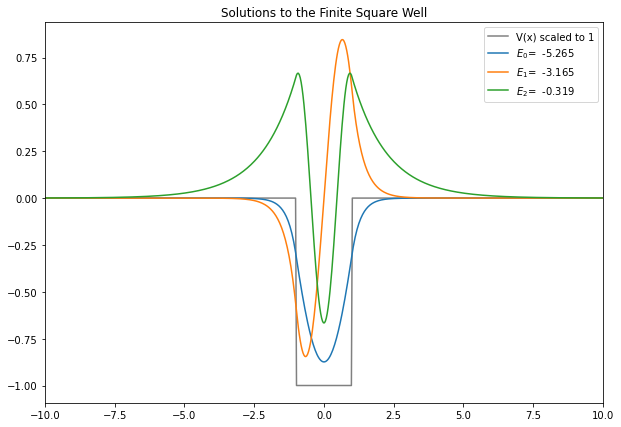 Solutions to the Finite Square Well
V(x) scaled to 1
E₀= -5.265
E₁= -3.165
E₂= -0.319
0.75
0.50
0.25
0.00
−0.25
−0.50
−0.75
−1.00
−10.0 −7.5 −5.0 −2.5 0.0 2.5 5.0 7.5 10.0